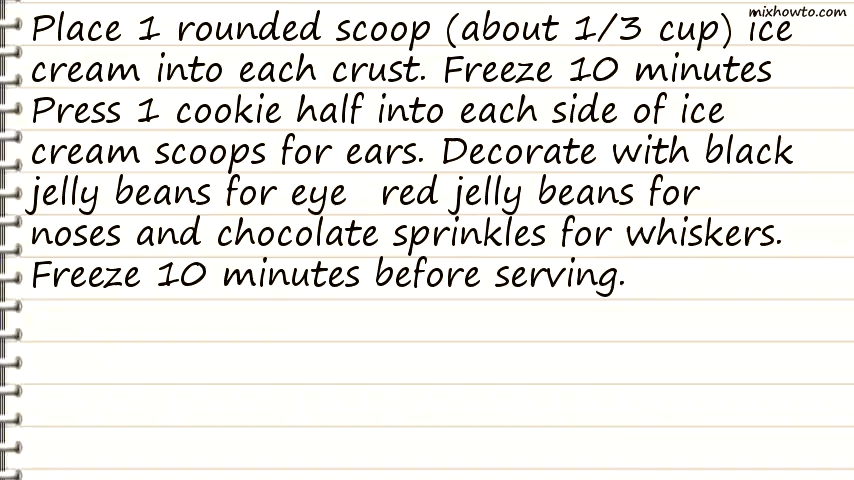 mixhowto.com
Place 1 rounded scoop (about 1/3 cup) ice
cream into each crust. Freeze 10 minutes
Press 1 cookie half into each side of ice
cream scoops for ears. Decorate with black
jelly beans for eye   red jelly beans for
noses and chocolate sprinkles for whiskers.
Freeze 10 minutes before serving.